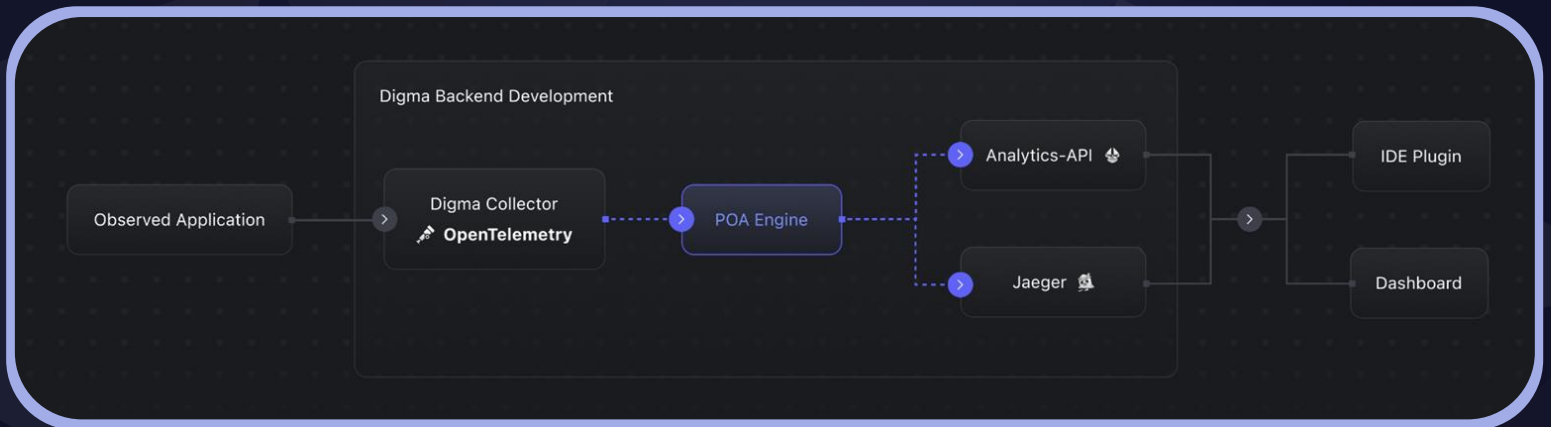 Digma Backend Development
Observed Application
Digma Collector
OpenTelemetry
POA Engine
Analytics-API
Jaeger
IDE Plugin
Dashboard